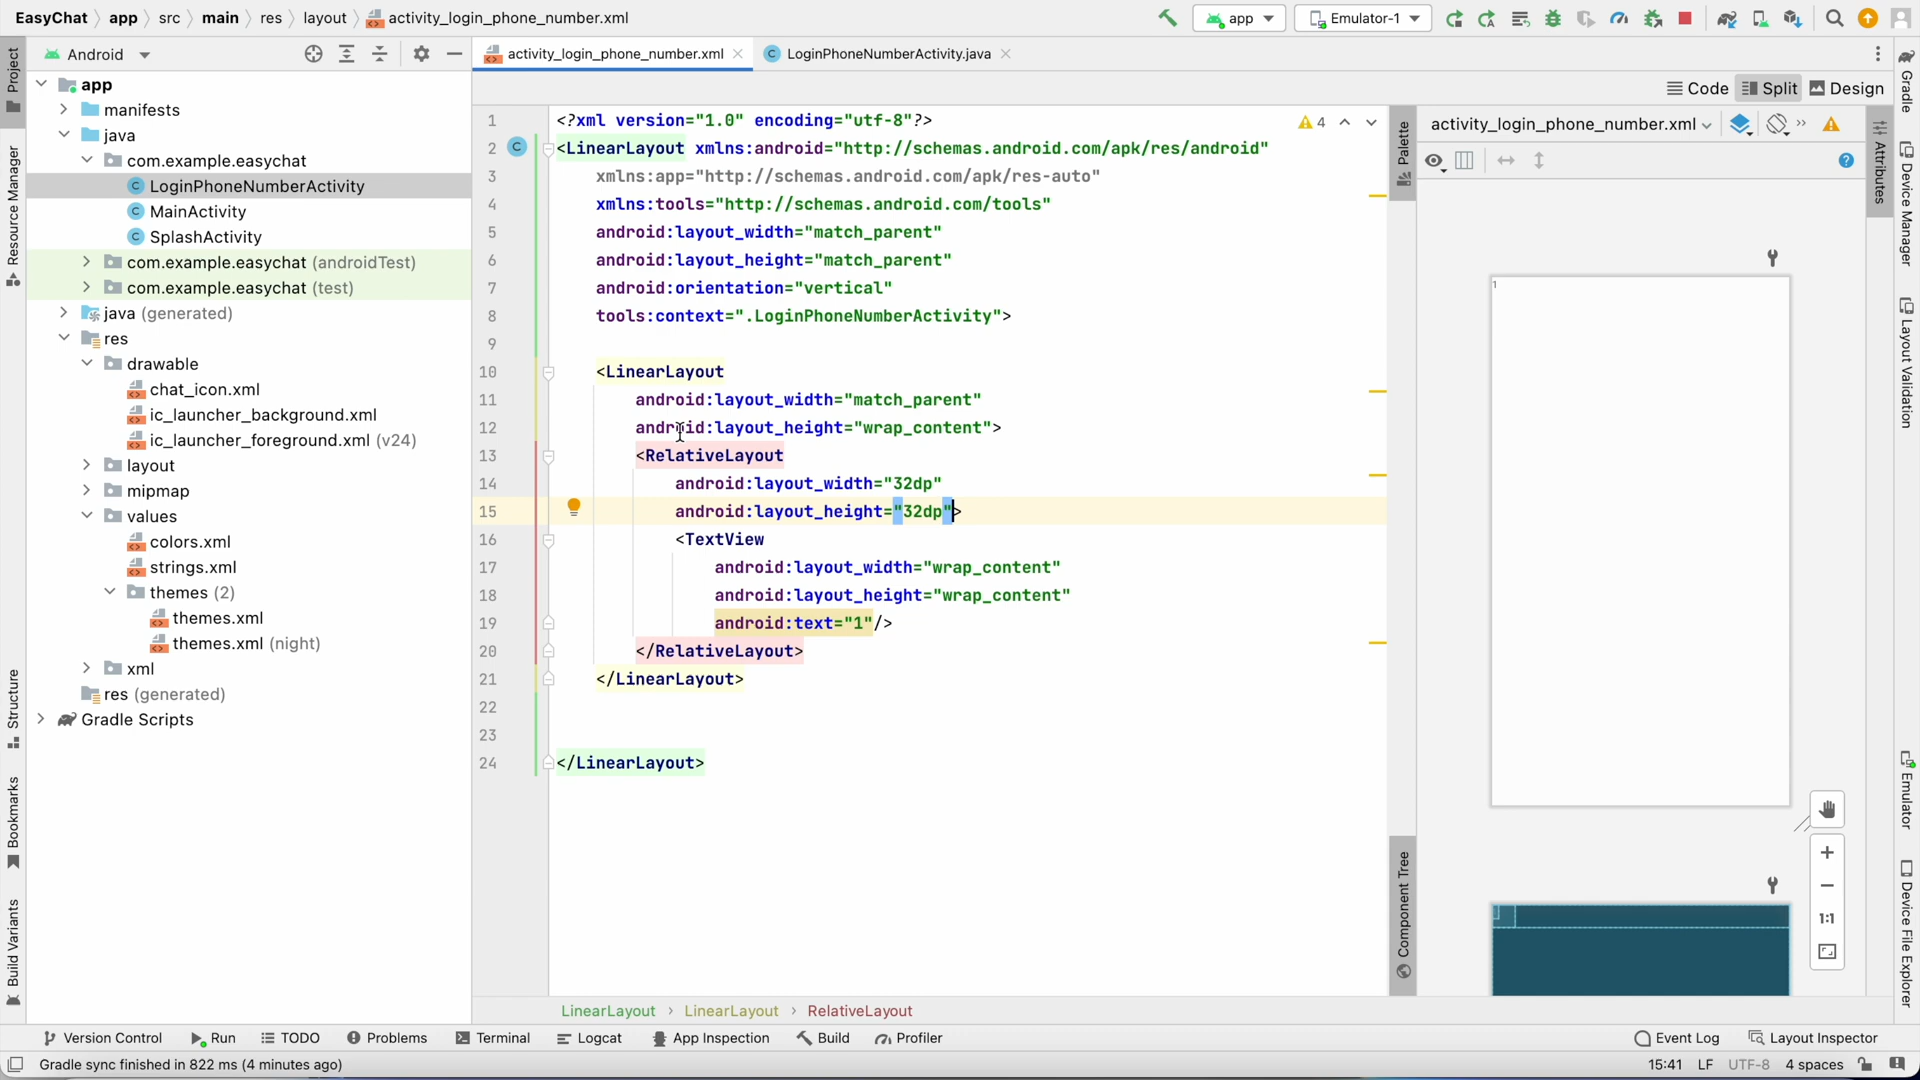 EasyChat app src main res layout activity_login_phone_number.xml app Emulator-1
Android
activity_login_phone_number.xml LoginPhoneNumberActivity.java
Code Split Design
Project
Resource Manager
Structure
Bookmarks
Build Variants
app
manifests
java
com.example.easychat
LoginPhoneNumberActivity
MainActivity
SplashActivity
com.example.easychat (androidTest)
com.example.easychat (test)
java (generated)
res
drawable
chat_icon.xml
ic_launcher_background.xml
ic_launcher_foreground.xml (v24)
layout
mipmap
values
colors.xml
strings.xml
themes (2)
themes.xml
themes.xml (night)
xml
res (generated)
Gradle Scripts
1 <?xml version="1.0" encoding="utf-8"?>
2 <LinearLayout xmlns:android="http://schemas.android.com/apk/res/android"
3 xmlns:app="http://schemas.android.com/apk/res-auto"
4 xmlns:tools="http://schemas.android.com/tools"
5 android:layout_width="match_parent"
6 android:layout_height="match_parent"
7 android:orientation="vertical"
8 tools:context=".LoginPhoneNumberActivity">
9
10 <LinearLayout
11 android:layout_width="match_parent"
12 android:layout_height="wrap_content">
13 <RelativeLayout
14 android:layout_width="32dp"
15 android:layout_height="32dp">
16 <TextView
17 android:layout_width="wrap_content"
18 android:layout_height="wrap_content"
19 android:text="1"/>
20 </RelativeLayout>
21 </LinearLayout>
22
23
24 </LinearLayout>
4
Palette
Component Tree
activity_login_phone_number.xml
1
1:1
Attributes
Gradle
Device Manager
Layout Validation
Emulator
Device File Explorer
LinearLayout LinearLayout RelativeLayout
Version Control Run TODO Problems Terminal Logcat App Inspection Build Profiler Event Log Layout Inspector
Gradle sync finished in 822 ms (4 minutes ago) 15:41 LF UTF-8 4 spaces